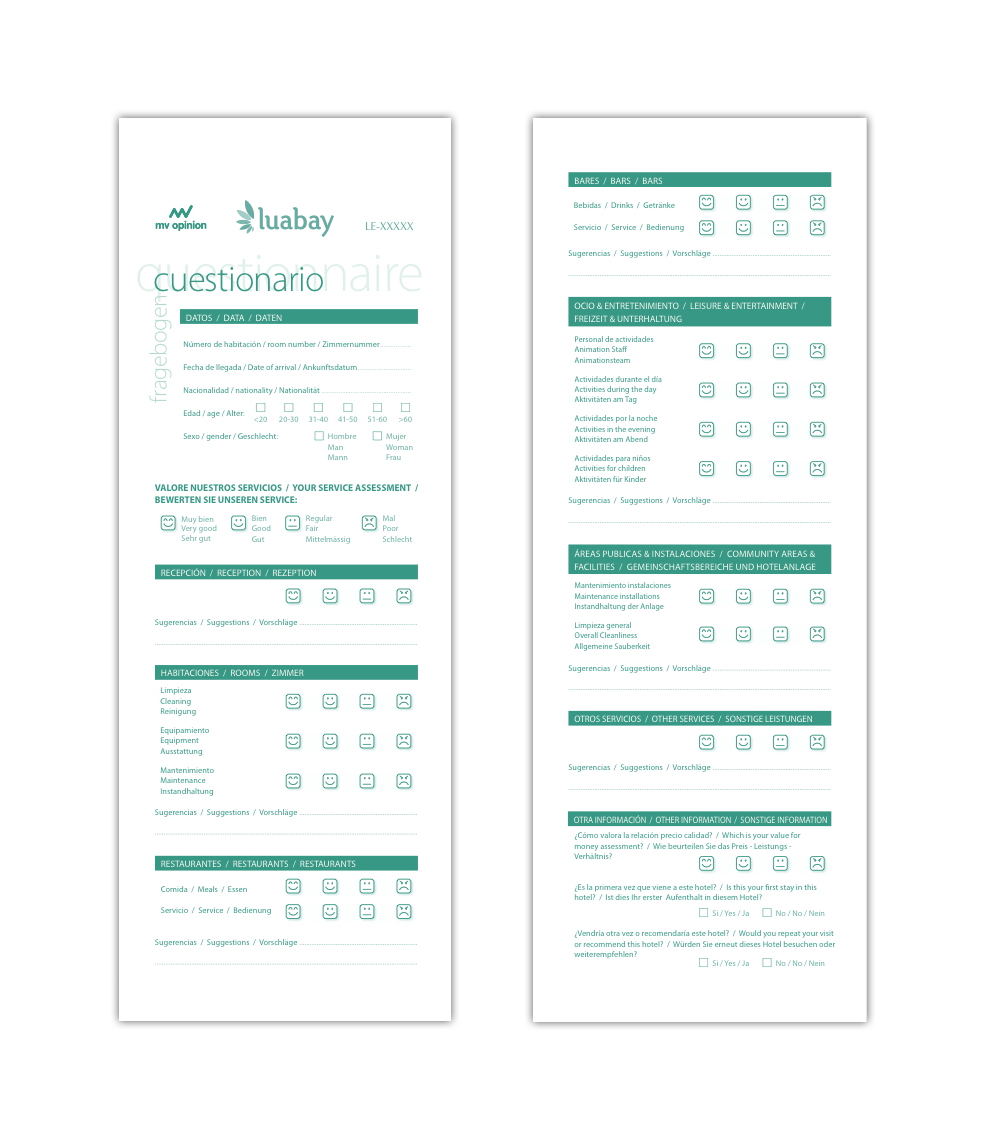 my opinion
luabay
LE-XXXXX
questionnaire
cuestionario
fragebogen
DATOS / DATA / DATEN
Número de habitación / room number / Zimmernummer
Fecha de llegada / Date of arrival / Ankunftsdatum
Nacionalidad / nationality / Nationalität
Edad / age / Alter:
<20 20-30 31-40 41-50 51-60 >60
Sexo / gender / Geschlecht:
Hombre Mujer
Man Woman
Mann Frau
VALORE NUESTROS SERVICIOS / YOUR SERVICE ASSESSMENT /
BEWERTEN SIE UNSEREN SERVICE:
Muy bien Bien Regular Mal
Very good Good Fair Poor
Sehr gut Gut Mittelmässig Schlecht
RECEPCIÓN / RECEPTION / REZEPTION
Sugerencias / Suggestions / Vorschläge
HABITACIONES / ROOMS / ZIMMER
Limpieza
Cleaning
Reinigung
Equipamiento
Equipment
Ausstattung
Mantenimiento
Maintenance
Instandhaltung
Sugerencias / Suggestions / Vorschläge
RESTAURANTES / RESTAURANTS / RESTAURANTS
Comida / Meals / Essen
Servicio / Service / Bedienung
Sugerencias / Suggestions / Vorschläge
BARES / BARS / BARS
Bebidas / Drinks / Getränke
Servicio / Service / Bedienung
Sugerencias / Suggestions / Vorschläge
OCIO & ENTRETENIMIENTO / LEISURE & ENTERTAINMENT /
FREIZEIT & UNTERHALTUNG
Personal de actividades
Animation Staff
Animationsteam
Actividades durante el día
Activities during the day
Aktivitäten am Tag
Actividades por la noche
Activities in the evening
Aktivitäten am Abend
Actividades para niños
Activities for children
Aktivitäten für Kinder
Sugerencias / Suggestions / Vorschläge
ÁREAS PUBLICAS & INSTALACIONES / COMMUNITY AREAS &
FACILITIES / GEMEINSCHAFTSBEREICHE UND HOTELANLAGE
Mantenimiento instalaciones
Maintenance installations
Instandhaltung der Anlage
Limpieza general
Overall Cleanliness
Allgemeine Sauberkeit
Sugerencias / Suggestions / Vorschläge
OTROS SERVICIOS / OTHER SERVICES / SONSTIGE LEISTUNGEN
Sugerencias / Suggestions / Vorschläge
OTRA INFORMACIÓN / OTHER INFORMATION / SONSTIGE INFORMATION
¿Cómo valora la relación precio calidad? / Which is your value for
money assessment? / Wie beurteilen Sie das Preis - Leistungs -
Verhältnis?
¿Es la primera vez que viene a este hotel? / Is this your first stay in this
hotel? / Ist dies Ihr erster Aufenthalt in diesem Hotel?
Si / Yes / Ja No / No / Nein
¿Vendría otra vez o recomendaría este hotel? / Would you repeat your visit
or recommend this hotel? / Würden Sie erneut dieses Hotel besuchen oder
weiterempfehlen?
Si / Yes / Ja No / No / Nein